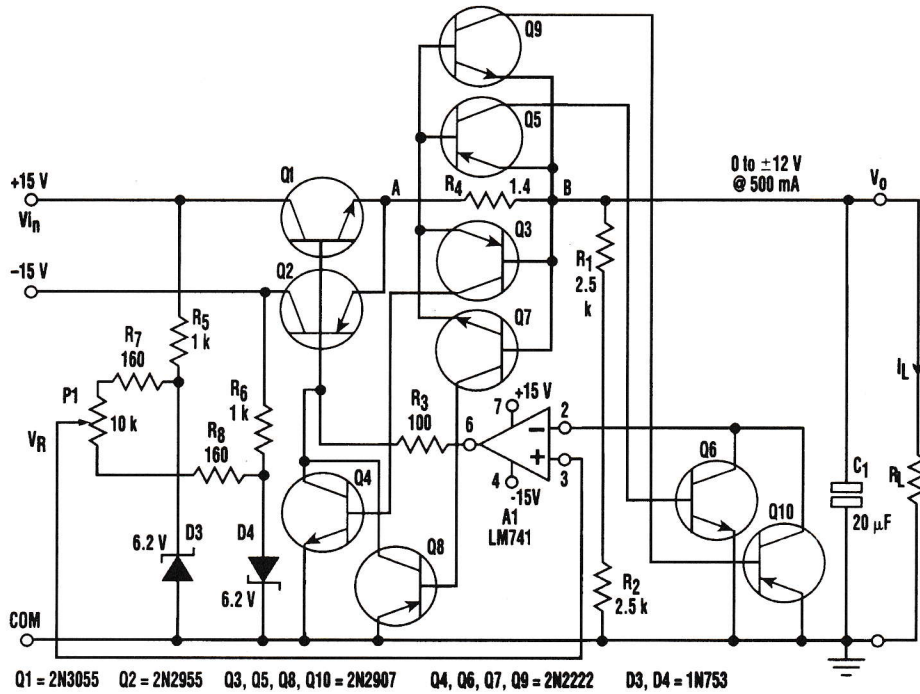 Q9
Q5
0 to ±12 V
@ 500 mA
Vo
+15 V
Vin
Q1
A
R4
1.4
B
Q3
R1
2.5
k
-15 V
Q2
Q7
R5
1 k
R7
160
R6
1k
P1
10 k
R3
100
+15 V
7
2
6
−
+
3
4
-15V
A1
LM741
IL
VR
R8
160
Q4
Q6
C1
RL
20 µF
Q10
D3
6.2 V
D4
6.2 V
Q8
R2
2.5 k
COM
Q1 = 2N3055 Q2 = 2N2955 Q3, Q5, Q8, Q10 = 2N2907 Q4, Q6, Q7, Q9 = 2N2222 D3, D4 = 1N753